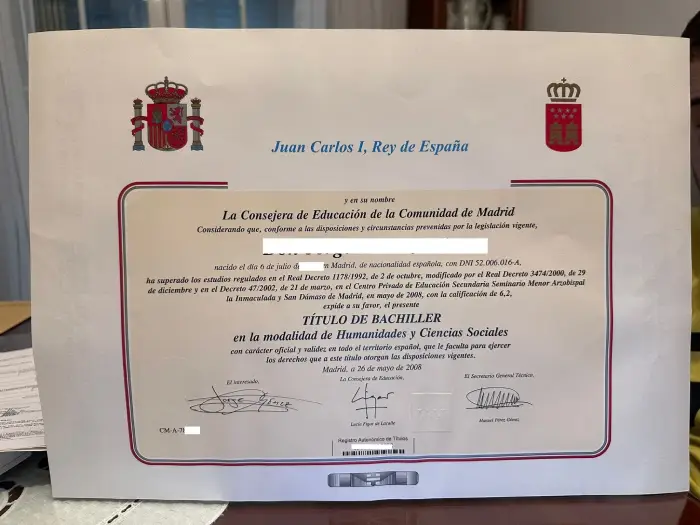 Juan Carlos I, Rey de España
y en su nombre
La Consejera de Educación de la Comunidad de Madrid
Considerando que, conforme a las disposiciones y circunstancias prevenidas por la legislación vigente,
nacido el día 6 de julio d n Madrid, de nacionalidad española, con DNI 52.006.016-A,
ha superado los estudios regulados en el Real Decreto 1178/1992, de 2 de octubre, modificado por el Real Decreto 3474/2000, de 29
de diciembre y en el Decreto 47/2002, de 21 de marzo, en el Centro Privado de Educación Secundaria Seminario Menor Arzobispal
la Inmaculada y San Dámaso de Madrid, en mayo de 2008, con la calificación de 6,2,
expide a su favor, el presente
TÍTULO DE BACHILLER
en la modalidad de Humanidades y Ciencias Sociales
con carácter oficial y validez en todo el territorio español, que le faculta para ejercer
los derechos que a este título otorgan las disposiciones vigentes.
Madrid, a 26 de mayo de 2008
El interesado,
La Consejera de Educación,
El Secretario General Técnico,
Lucía Figar de Lacalle
Manuel Pérez Gómez
CM-A-7
Registro Autonómico de Títulos